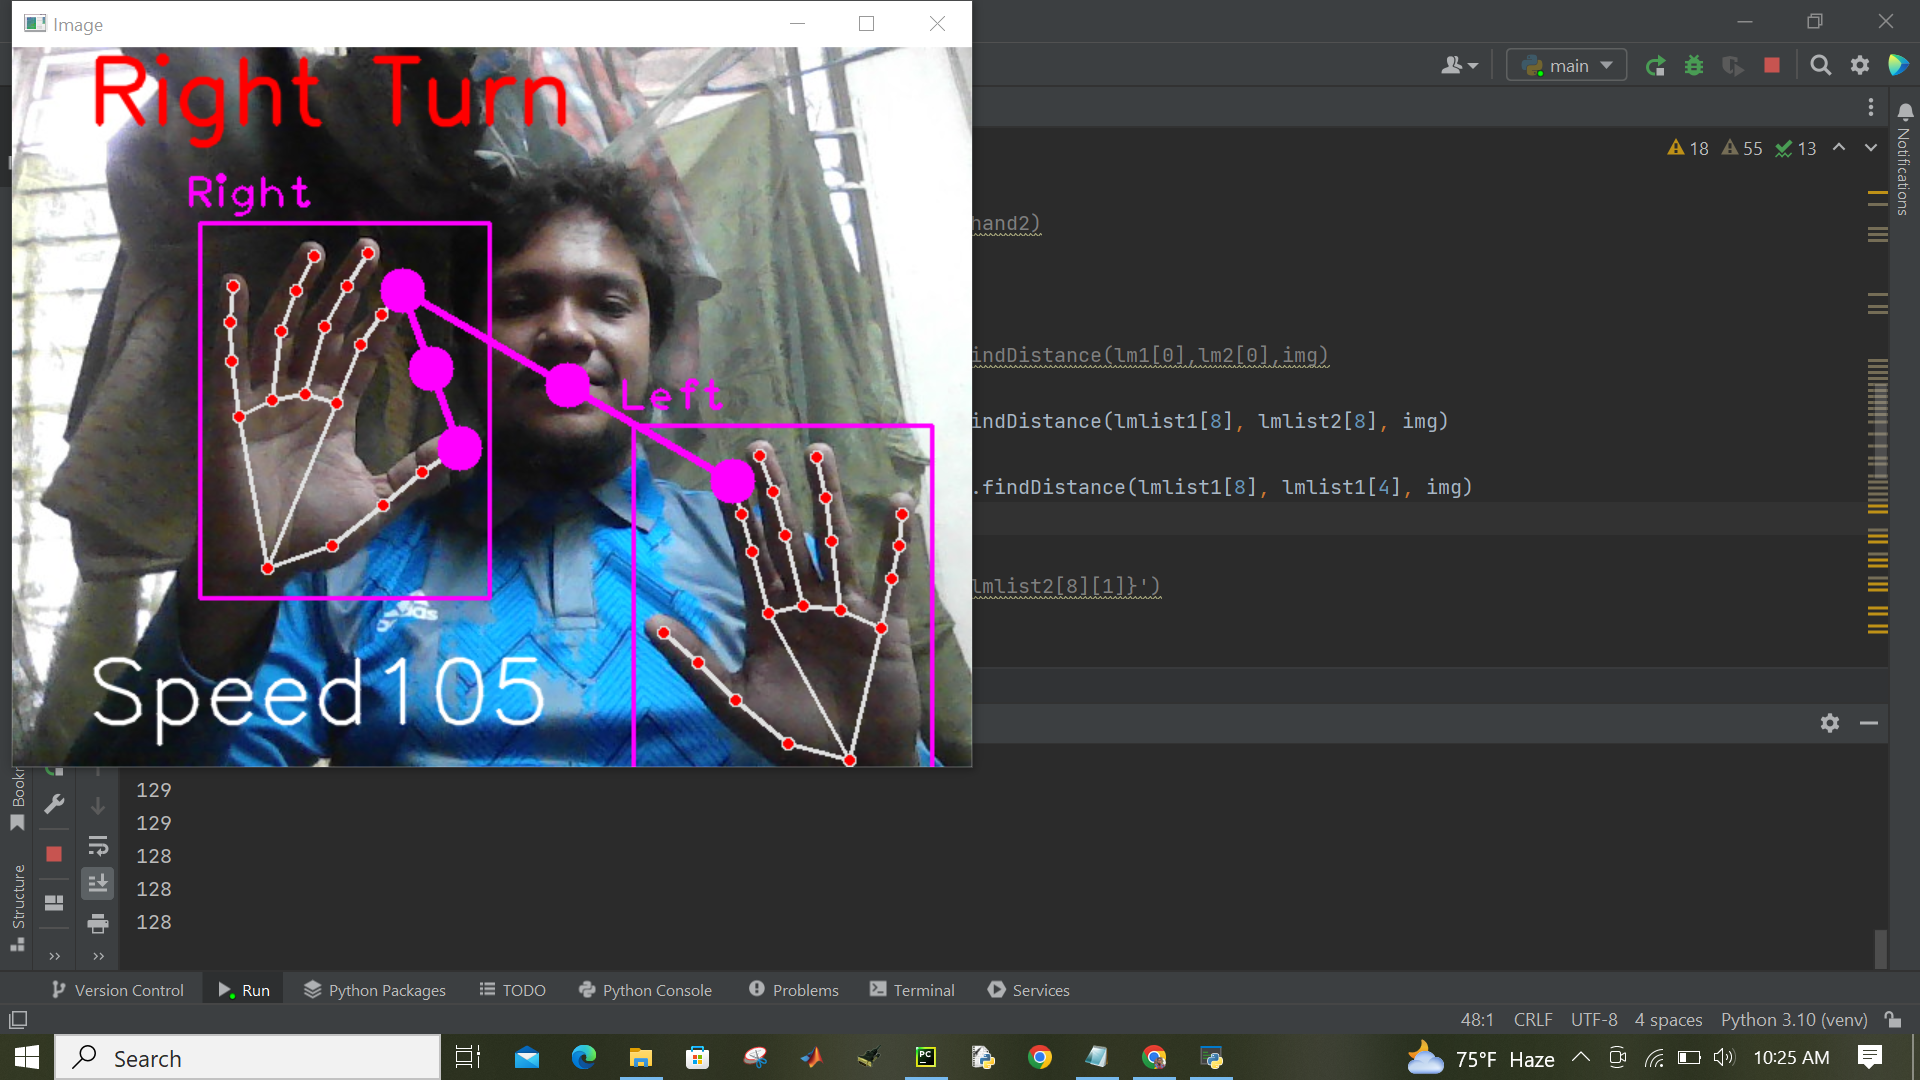 Image
Right Turn
Right
Left
Speed105
adidas
main
18 55 13
Notifications
hand2)
indDistance(lm1[0],lm2[0],img)
indDistance(lmlist1[8], lmlist2[8], img)
.findDistance(lmlist1[8], lmlist1[4], img)
lmlist2[8][1]}')
Structure
129
129
128
128
128
Version Control Run Python Packages TODO Python Console Problems Terminal Services
48:1 CRLF UTF-8 4 spaces Python 3.10 (venv)
Search
PC
75°F Haze
10:25 AM